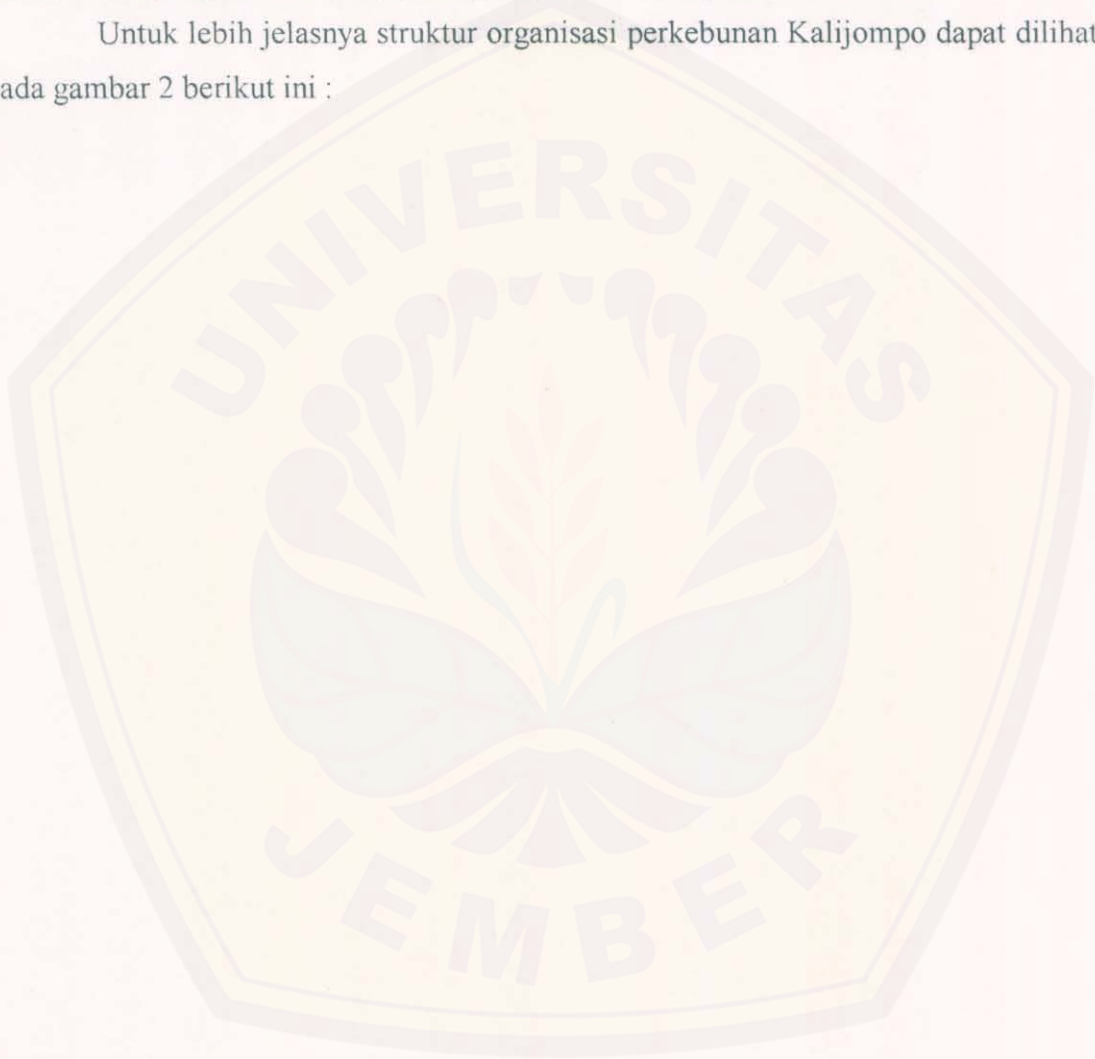 Untuk lebih jelasnya struktur organisasi perkebunan Kalijompo dapat dilihat
ada gambar 2 berikut ini :
UNIVERSITAS
JEMBER